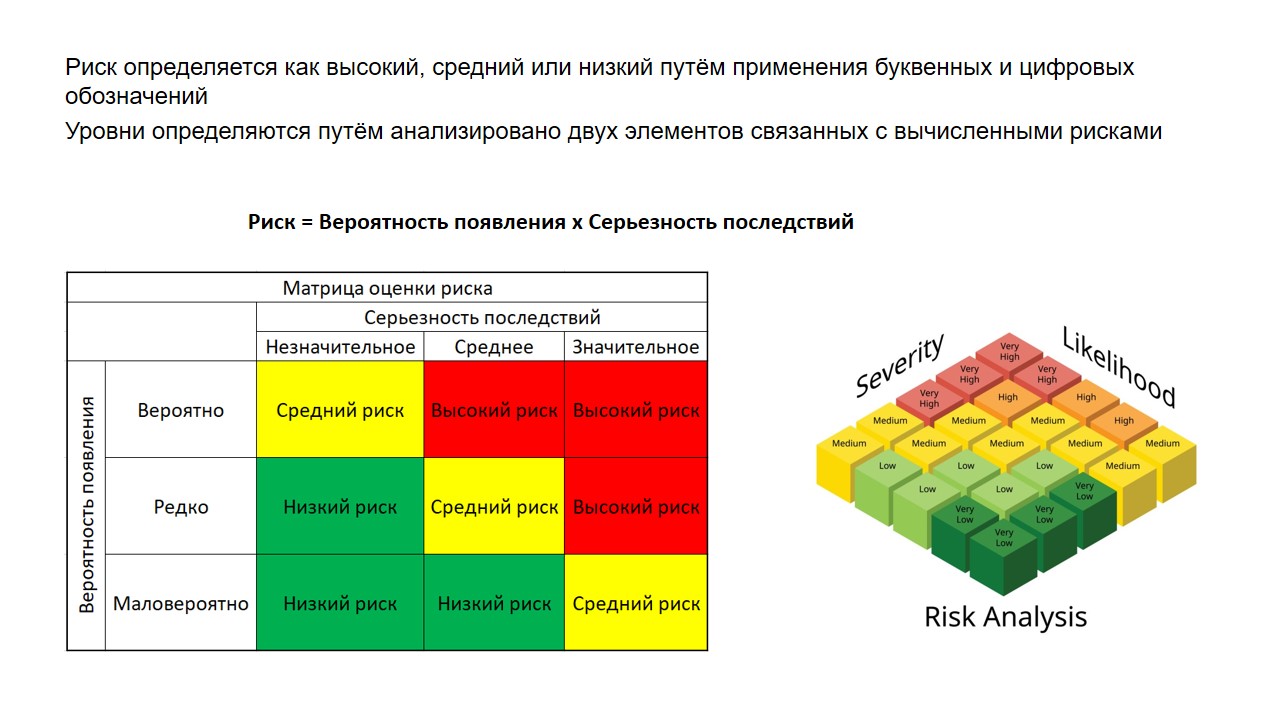 Риск определяется как высокий, средний или низкий путём применения буквенных и цифровых
обозначений
Уровни определяются путём анализировано двух элементов связанных с вычисленными рисками
Риск = Вероятность появления x Серьезность последствий
Матрица оценки риска
Серьезность последствий
Незначительное Среднее Значительное
Вероятность появления
Вероятно Средний риск Высокий риск Высокий риск
Редко Низкий риск Средний риск Высокий риск
Маловероятно Низкий риск Низкий риск Средний риск
Severity
Likelihood
Very
High
Very
High
Very
High
Very
High
High
High
High
Medium
Medium
Medium
Medium
Medium
Medium
Medium
Medium
Medium
Low
Low
Low
Low
Low
Very
Low
Very
Low
Very
Low
Very
Low
Risk Analysis